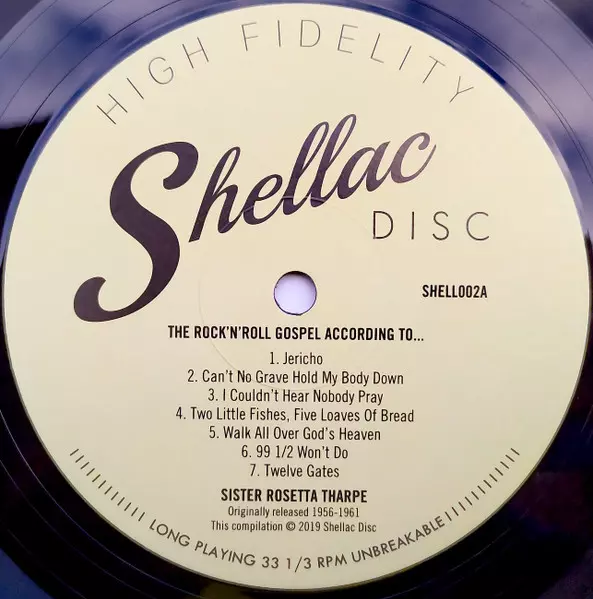 HIGH FIDELITY
Shellac
DISC
SHELL002A
THE ROCK'N'ROLL GOSPEL ACCORDING TO...
1. Jericho
2. Can't No Grave Hold My Body Down
3. I Couldn't Hear Nobody Pray
4. Two Little Fishes, Five Loaves Of Bread
5. Walk All Over God's Heaven
6. 99 1/2 Won't Do
7. Twelve Gates
SISTER ROSETTA THARPE
Originally released 1956-1961
This compilation © 2019 Shellac Disc
LONG PLAYING 33 1/3 RPM UNBREAKABLE